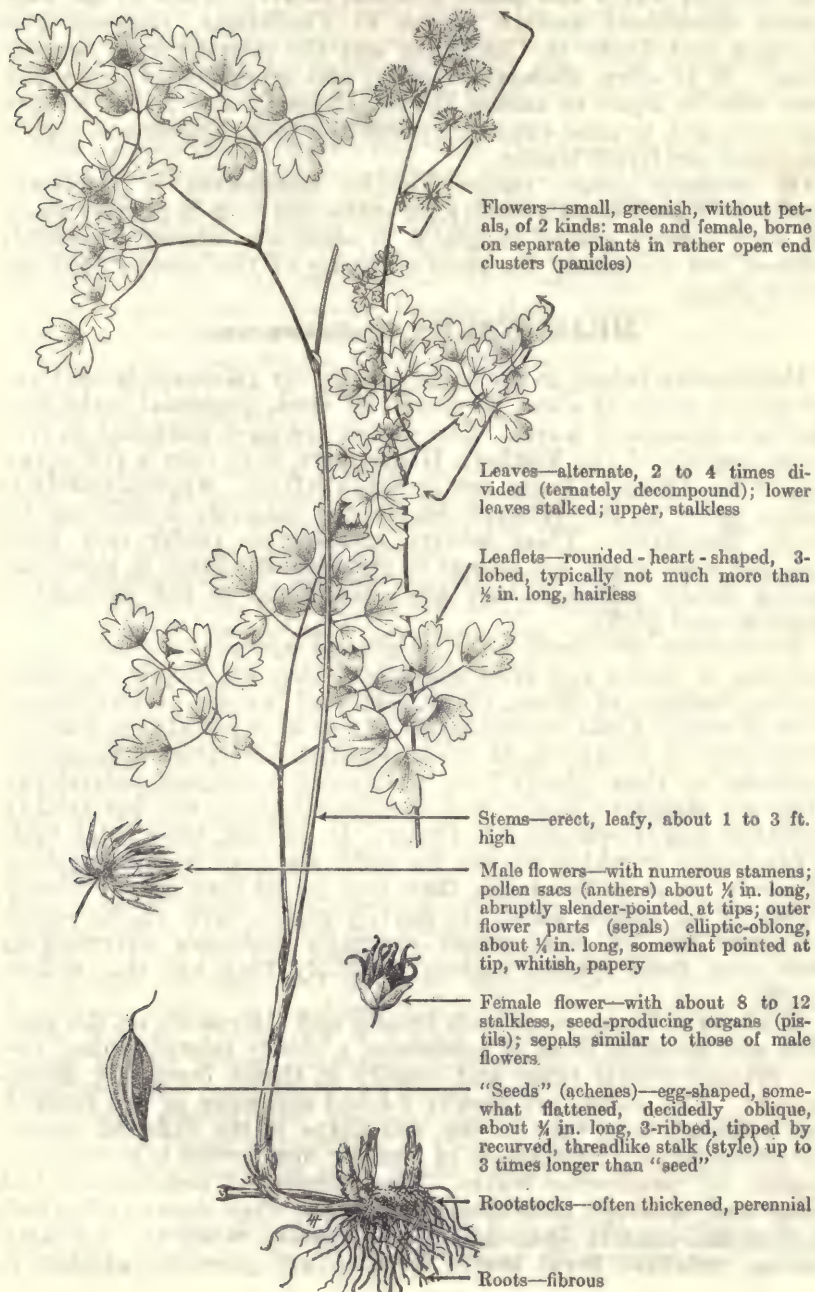 Flowers—small, greenish, without pet-
als, of 2 kinds: male and female, borne
on separate plants in rather open end
clusters (panicles)
Leaves—alternate, 2 to 4 times di-
vided (ternately decompound); lower
leaves stalked; upper, stalkless
Leaflets—rounded-heart-shaped, 3-
lobed, typically not much more than
½ in. long, hairless
Stems—erect, leafy, about 1 to 3 ft.
high
Male flowers—with numerous stamens;
pollen sacs (anthers) about in. long,
abruptly slender-pointed at tips; outer
flower parts (sepals) elliptic-oblong,
about in. long, somewhat pointed at
tip, whitish, papery
Female flower—with about 8 to 12
stalkless, seed-producing organs (pis-
tils); sepals similar to those of male
flowers.
"Seeds" (achenes)—egg-shaped, some-
what flattened, decidedly oblique,
about in. long, 3-ribbed, tipped by
recurved, threadlike stalk (style) up to
3 times longer than "seed"
Rootstocks—often thickened, perennial
Roots—fibrous